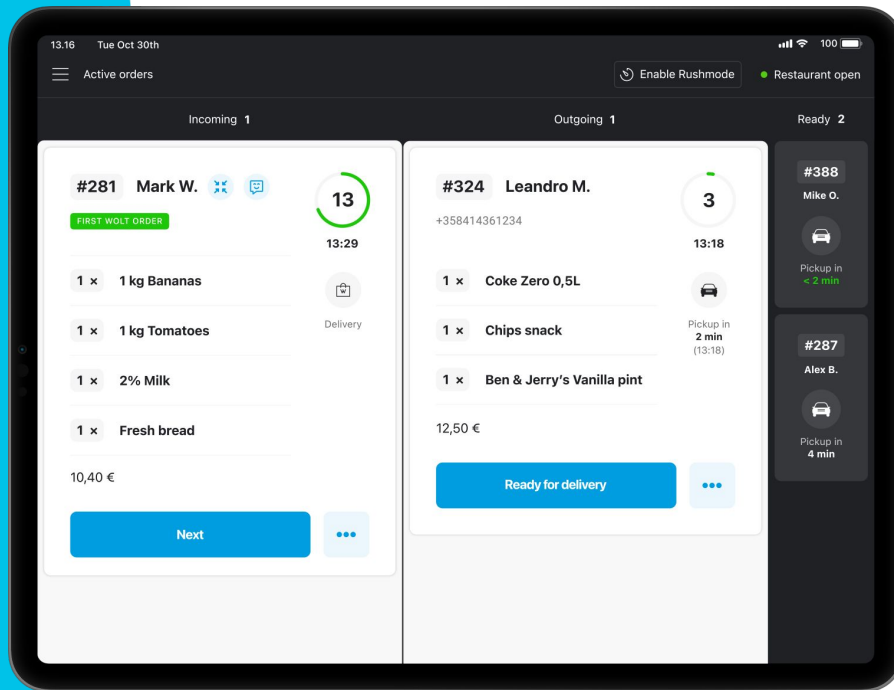 13.16 Tue Oct 30th
100
Active orders
Enable Rushmode
Restaurant open
Incoming 1
Outgoing 1
Ready 2
#281 Mark W.
FIRST WOLT ORDER
13
13:29
1 × 1 kg Bananas
1 × 1 kg Tomatoes
1 × 2% Milk
1 × Fresh bread
W
Delivery
10,40 €
Next
#324 Leandro M.
+358414361234
3
13:18
1 × Coke Zero 0,5L
1 × Chips snack
1 × Ben & Jerry's Vanilla pint
Pickup in
2 min
(13:18)
12,50 €
Ready for delivery
#388
Mike O.
Pickup in
< 2 min
#287
Alex B.
Pickup in
4 min